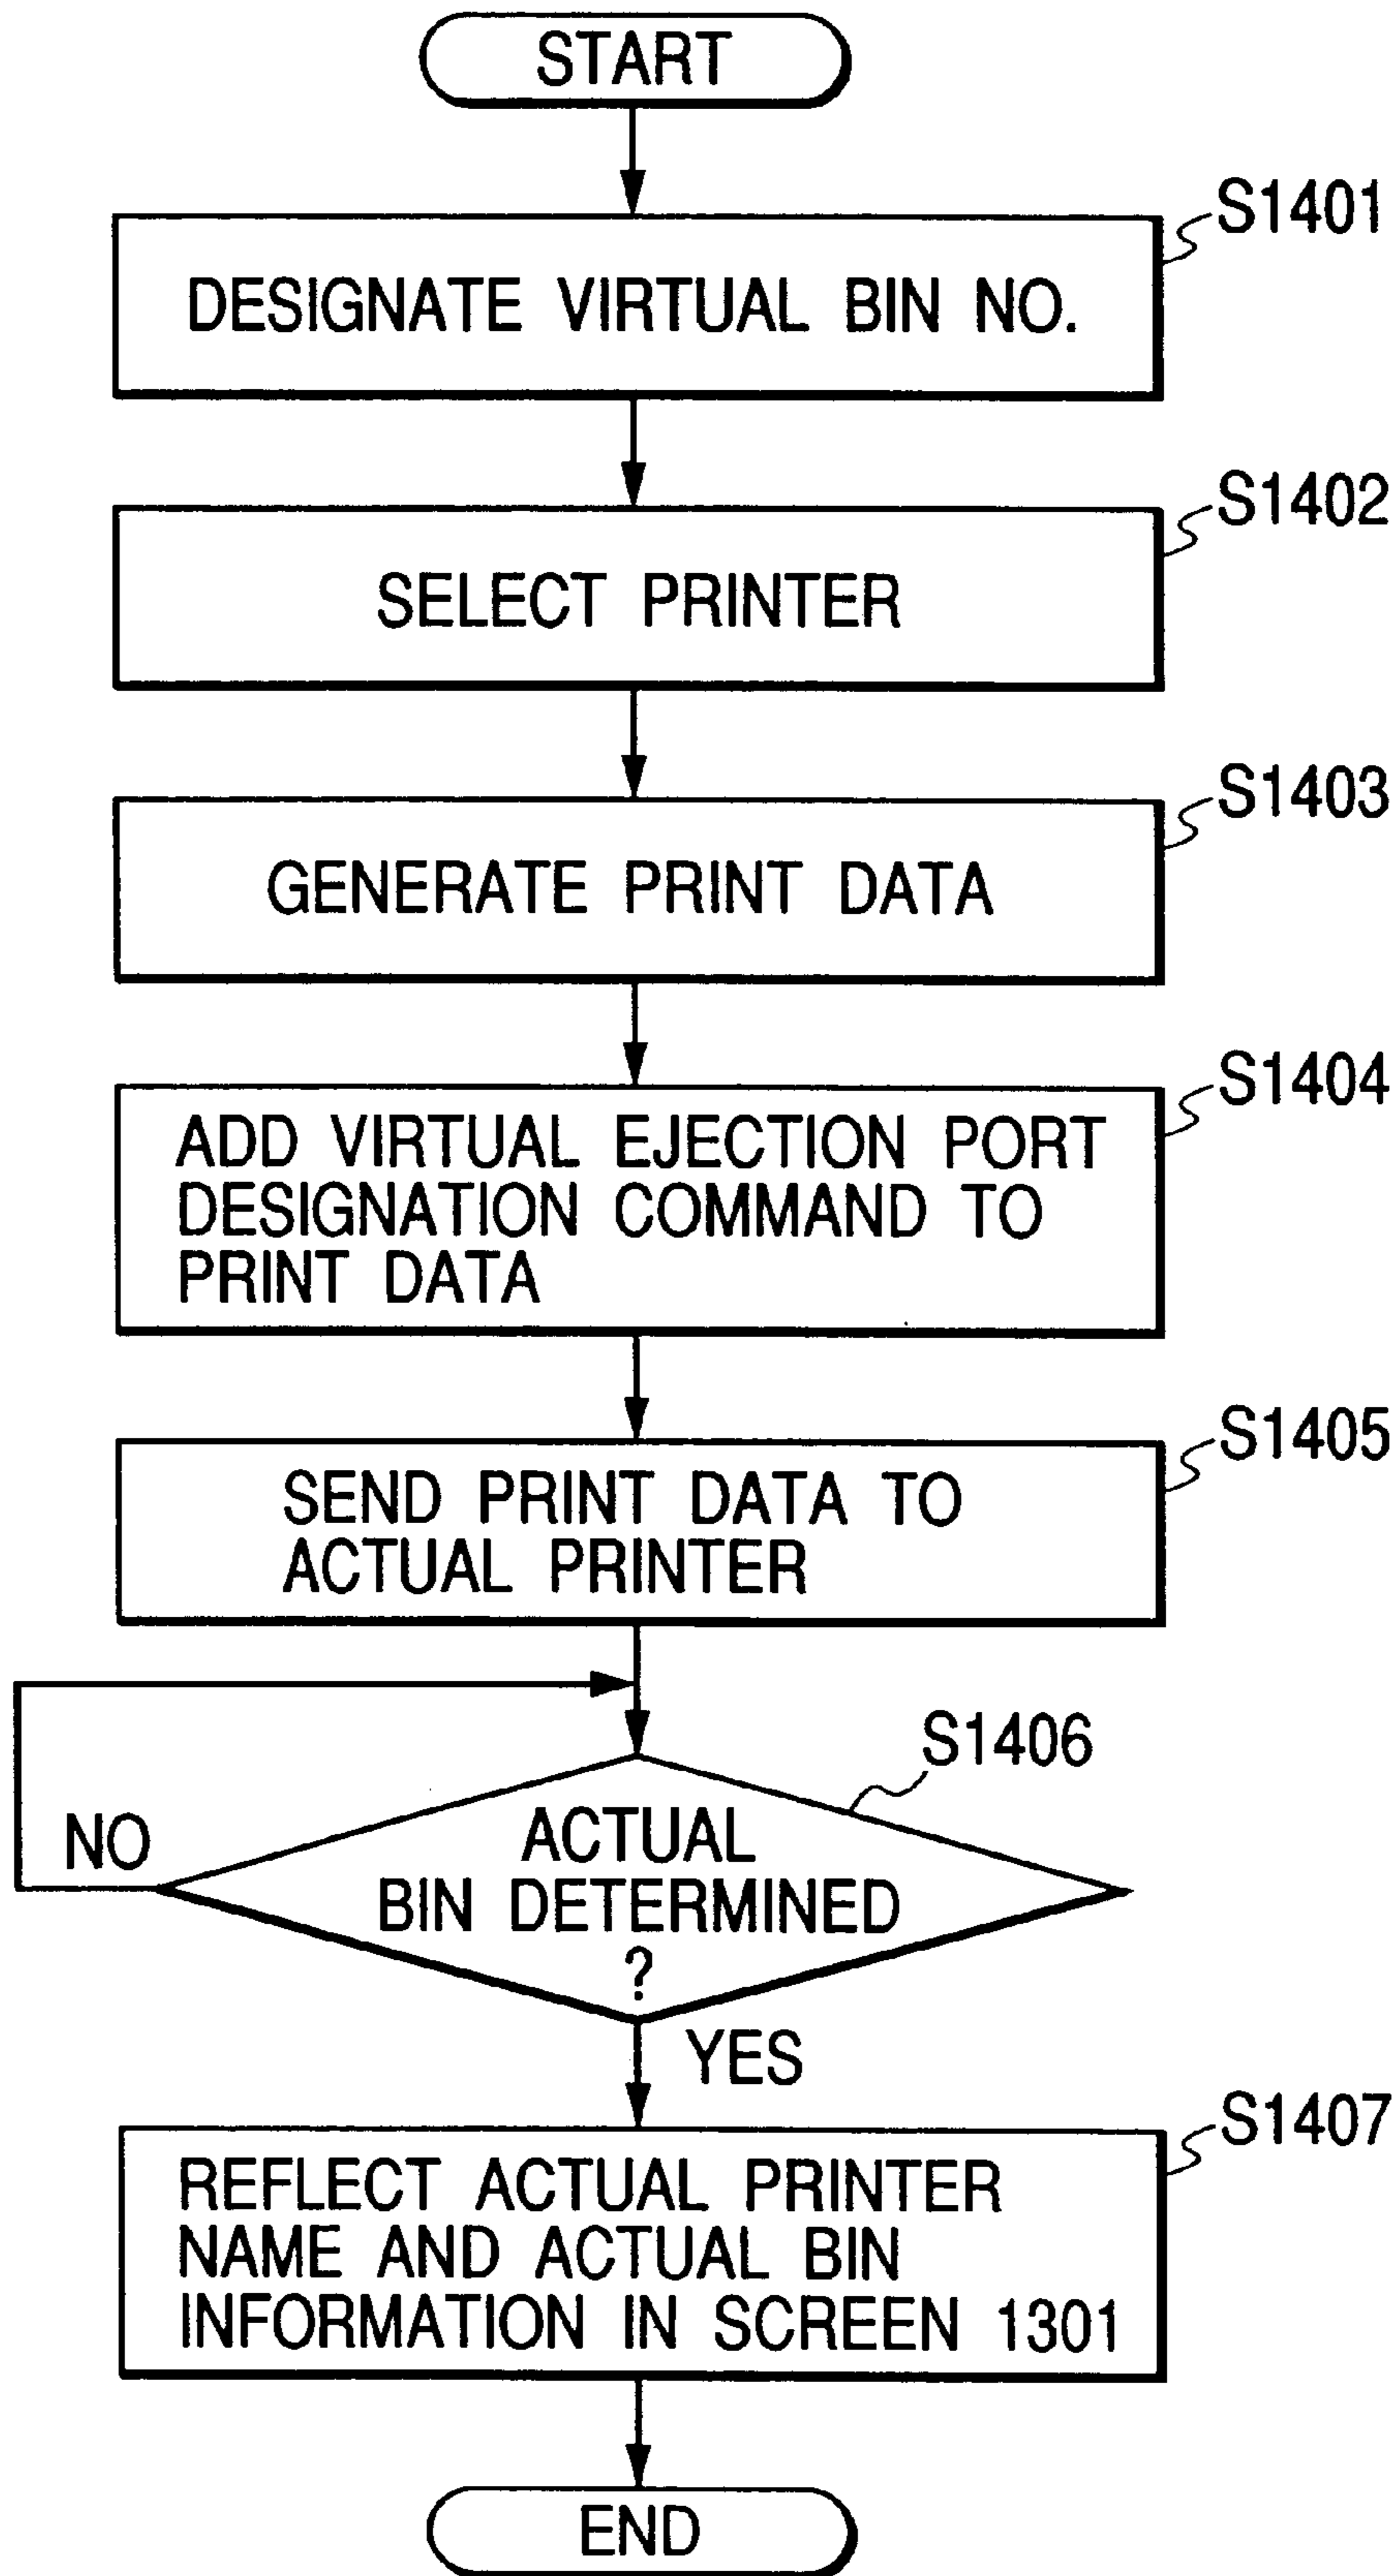 START
S1401
DESIGNATE VIRTUAL BIN NO.
S1402
SELECT PRINTER
S1403
GENERATE PRINT DATA
S1404
ADD VIRTUAL EJECTION PORT
DESIGNATION COMMAND TO
PRINT DATA
S1405
SEND PRINT DATA TO
ACTUAL PRINTER
S1406
NO
ACTUAL
BIN DETERMINED
?
YES
S1407
REFLECT ACTUAL PRINTER
NAME AND ACTUAL BIN
INFORMATION IN SCREEN 1301
END